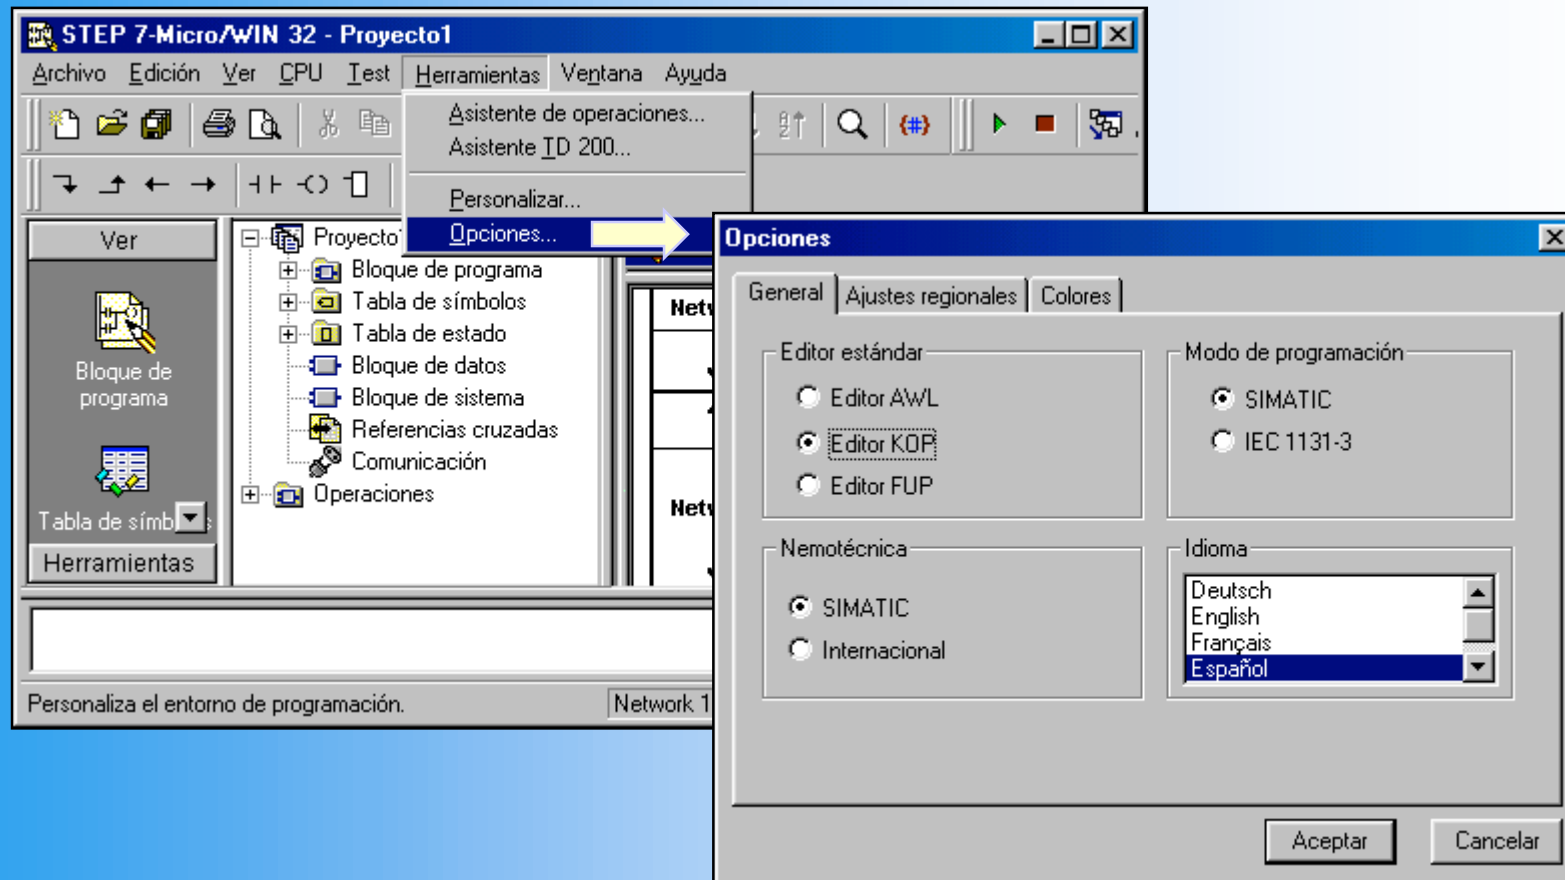 STEP 7-Micro/WIN 32 - Proyecto1
Archivo Edición Ver CPU Test Herramientas Ventana Ayuda
Asistente de operaciones...
Asistente TD 200...
Personalizar...
Opciones...
Ver
Bloque de
programa
Tabla de símb
Herramientas
Proyecto
Bloque de programa
Tabla de símbolos
Tabla de estado
Bloque de datos
Bloque de sistema
Referencias cruzadas
Comunicación
Operaciones
Netw
Netw
Personaliza el entorno de programación.
Network 1
Opciones
General Ajustes regionales Colores
Editor estándar
Editor AWL
Editor KOP
Editor FUP
Modo de programación
SIMATIC
IEC 1131-3
Nemotécnica
SIMATIC
Internacional
Idioma
Deutsch
English
Français
Español
Aceptar Cancelar